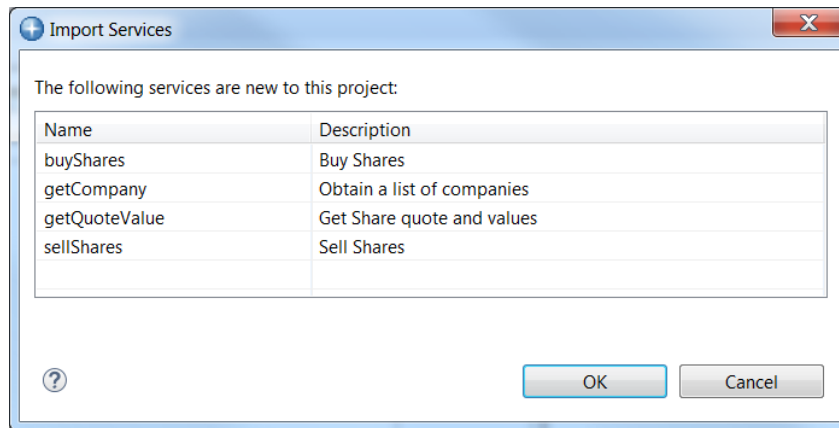 Import Services
The following services are new to this project:
Name Description
buyShares Buy Shares
getCompany Obtain a list of companies
getQuoteValue Get Share quote and values
sellShares Sell Shares
? OK Cancel